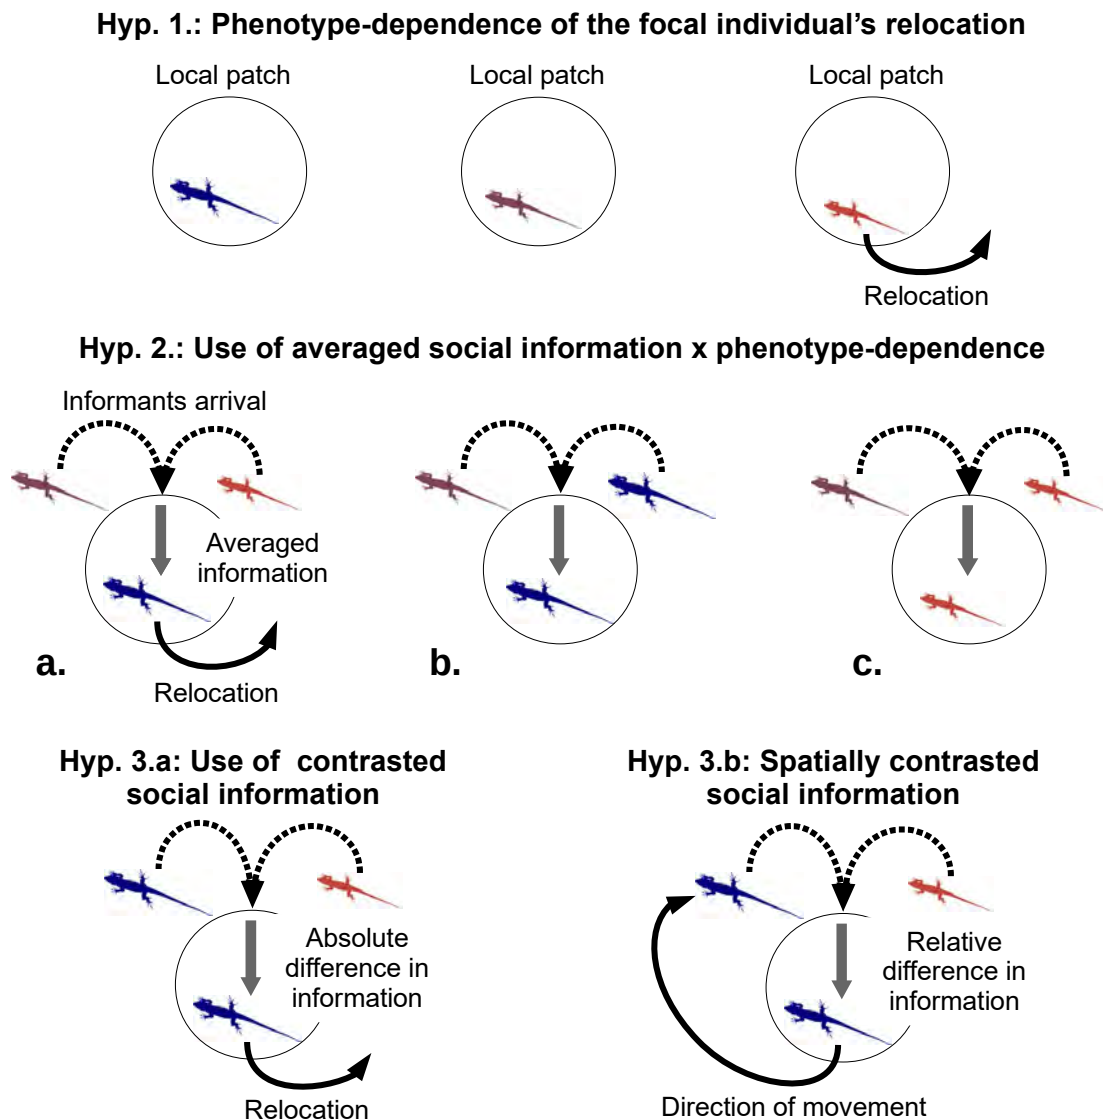 Hyp. 1.: Phenotype-dependence of the focal individual's relocation
Local patch
Local patch
Local patch
Relocation
Hyp. 2.: Use of averaged social information x phenotype-dependence
Informants arrival
Averaged
information
a.
b.
c.
Relocation
Hyp. 3.a: Use of contrasted
social information
Absolute
difference in
information
Relocation
Hyp. 3.b: Spatially contrasted
social information
Relative
difference in
information
Direction of movement